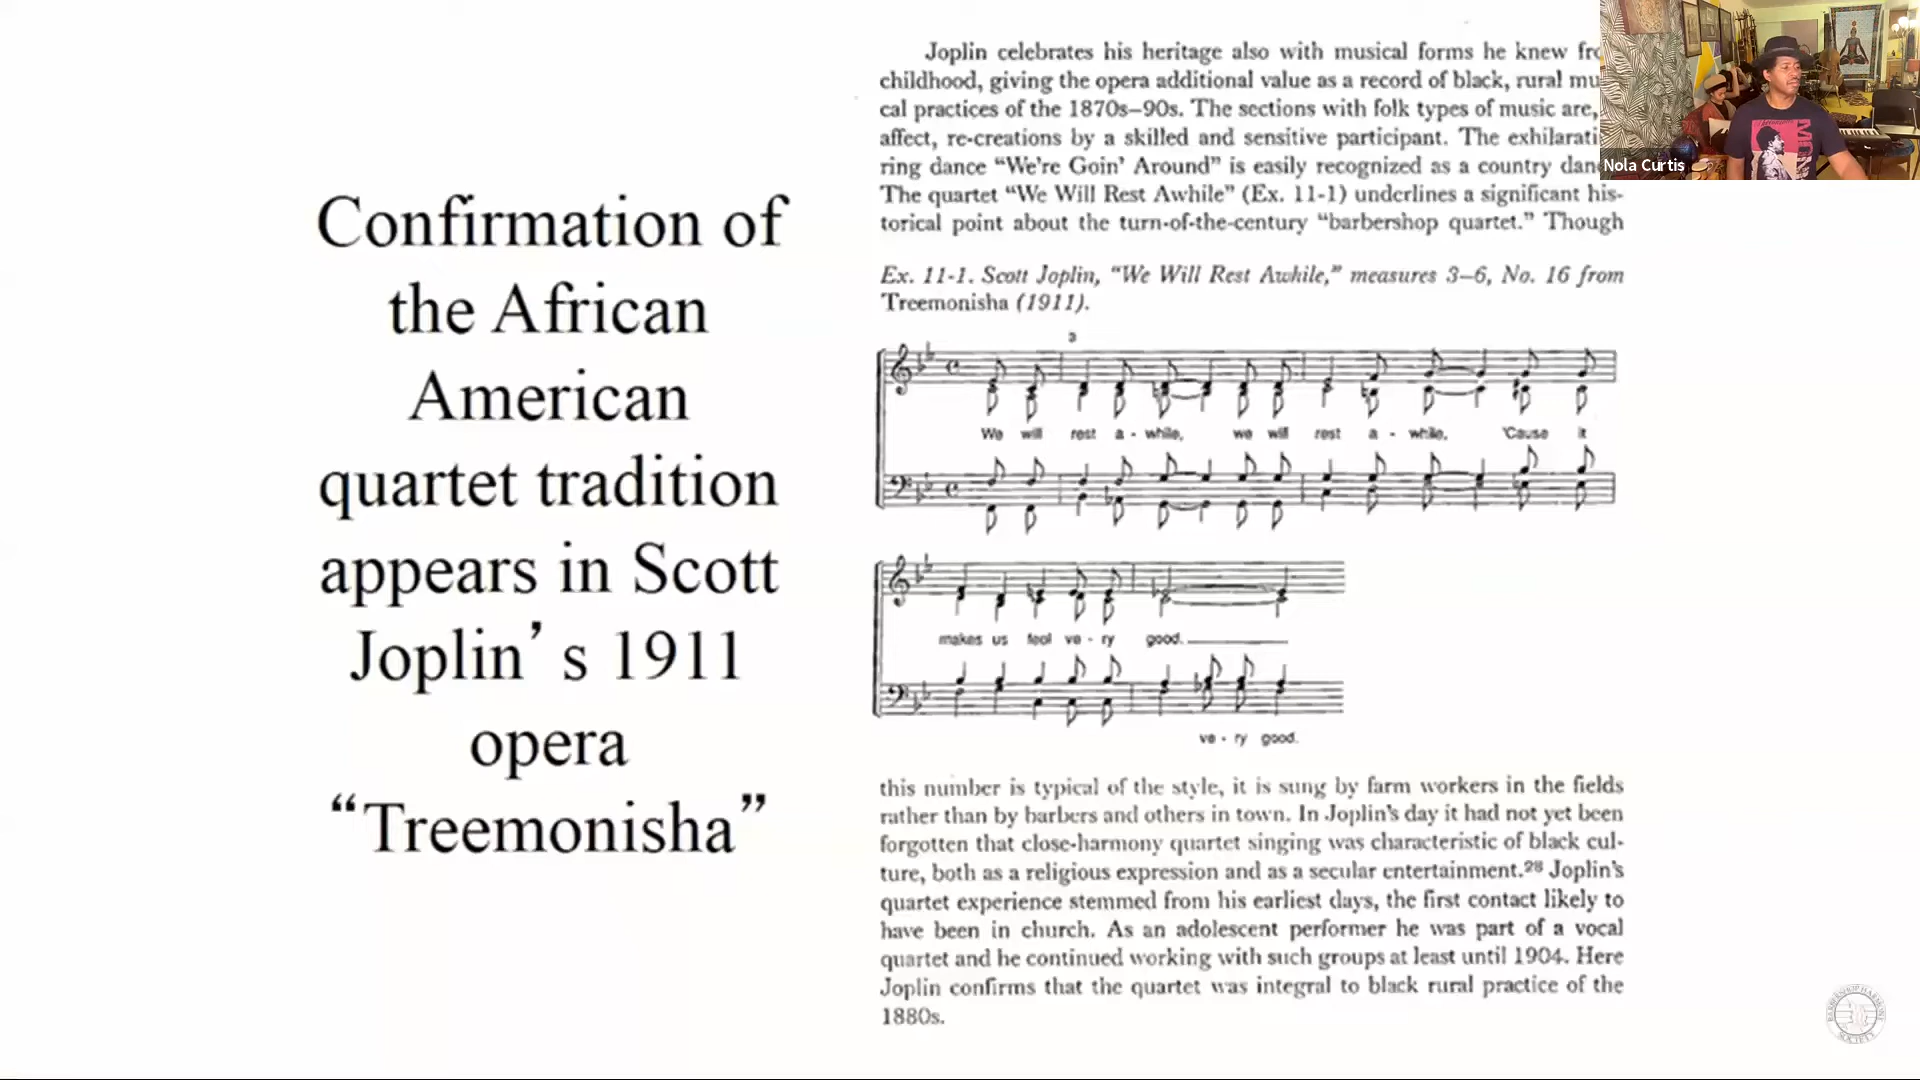 Confirmation of
the African
American
quartet tradition
appears in Scott
Joplin’s 1911
opera
“Treemonisha”
Joplin celebrates his heritage also with musical forms he knew fr
childhood, giving the opera additional value as a record of black, rural mu
cal practices of the 1870s–90s. The sections with folk types of music are,
affect, re-creations by a skilled and sensitive participant. The exhilarati
ring dance “We’re Goin’ Around” is easily recognized as a country dan
The quartet “We Will Rest Awhile” (Ex. 11-1) underlines a significant his-
torical point about the turn-of-the-century “barbershop quartet.” Though
Ex. 11-1. Scott Joplin, “We Will Rest Awhile,” measures 3–6, No. 16 from
Treemonisha (1911).
3
We will rest a - while, we will rest a - while, 'Cause it
makes us feel ve - ry good.
ve - ry good.
this number is typical of the style, it is sung by farm workers in the fields
rather than by barbers and others in town. In Joplin’s day it had not yet been
forgotten that close-harmony quartet singing was characteristic of black cul-
ture, both as a religious expression and as a secular entertainment.28 Joplin’s
quartet experience stemmed from his earliest days, the first contact likely to
have been in church. As an adolescent performer he was part of a vocal
quartet and he continued working with such groups at least until 1904. Here
Joplin confirms that the quartet was integral to black rural practice of the
1880s.
Nola Curtis
BARBERSHOP HARMONY
SOCIETY